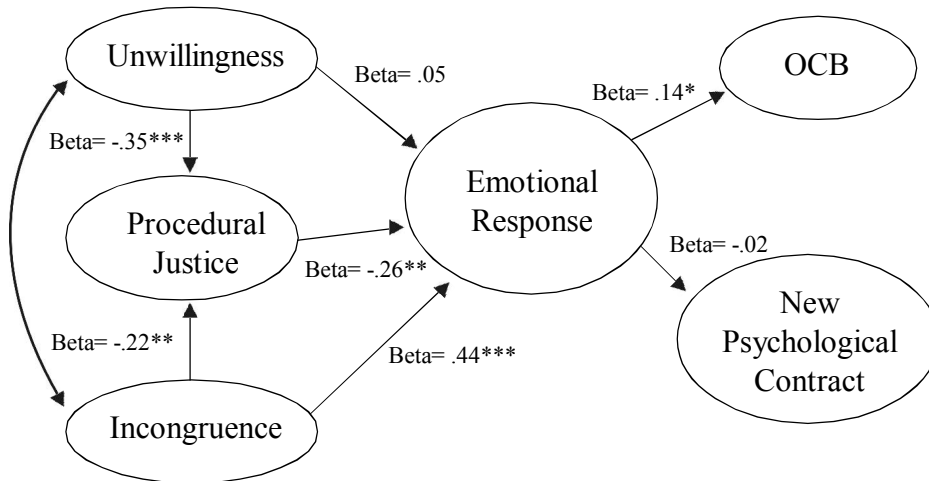 Unwillingness
OCB
Beta= .05
Beta= .14*
Beta= -.35***
Emotional
Response
Procedural
Justice
Beta= -.02
Beta= -.26**
New
Psychological
Contract
Beta= -.22**
Beta= .44***
Incongruence